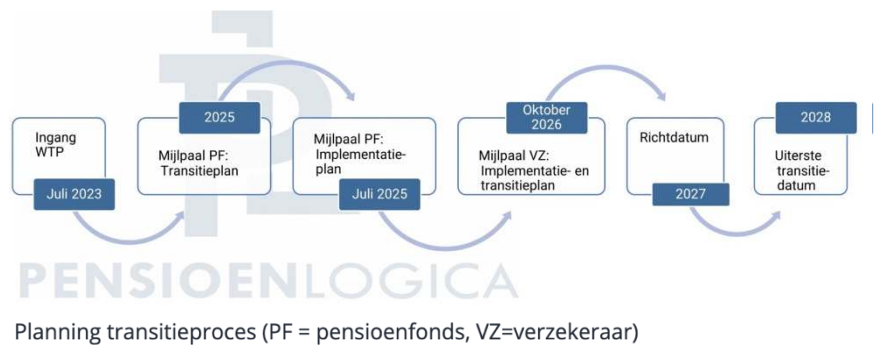 Ingang
WTP
Juli 2023
2025
Mijlpaal PF:
Transitieplan
Mijlpaal PF:
Implementatie-
plan
Juli 2025
Oktober
2026
Mijlpaal VZ:
Implementatie- en
transitieplan
Richtdatum
2027
2028
Uiterste
transitie-
datum
PENSIOENLOGICA
Planning transitieproces (PF = pensioenfonds, VZ=verzekeraar)